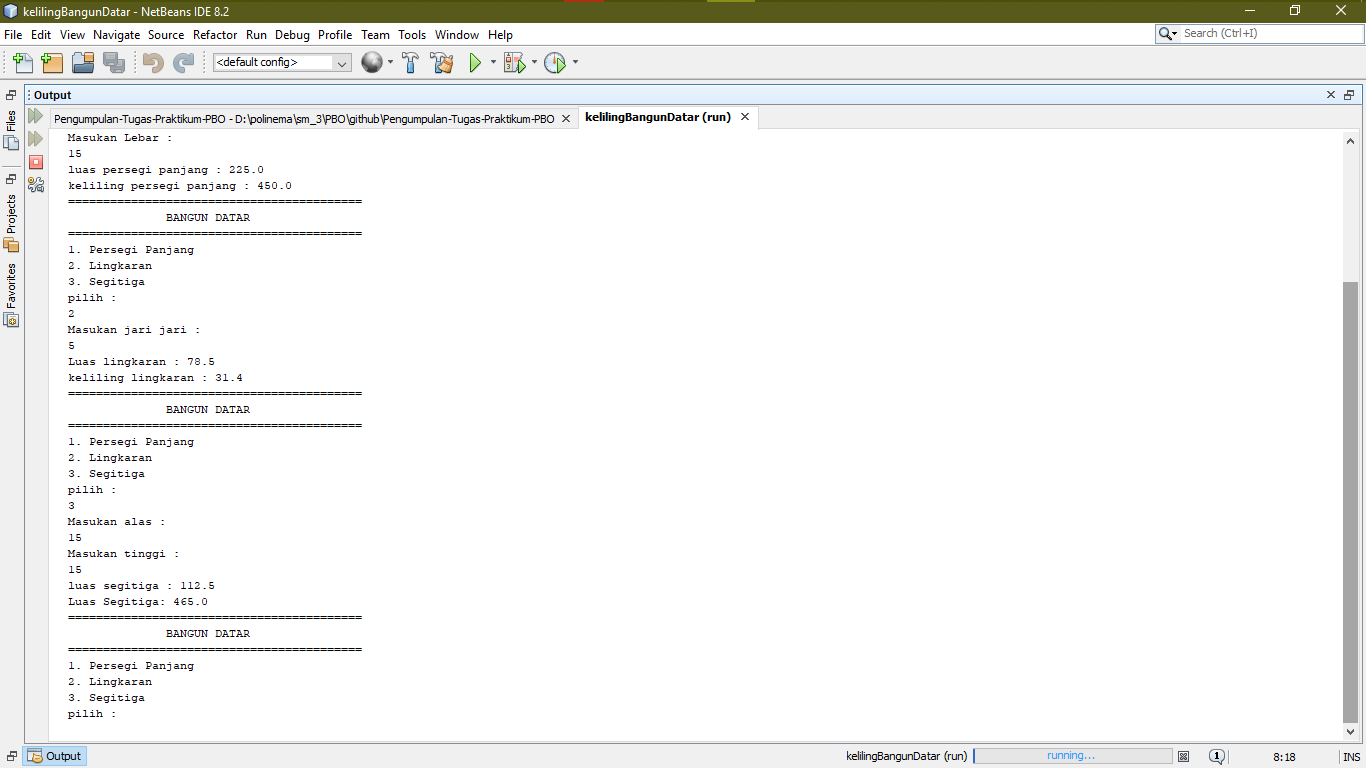 kelilingBangunDatar - NetBeans IDE 8.2
File Edit View Navigate Source Refactor Run Debug Profile Team Tools Window Help
Search (Ctrl+I)
<default config>
Output
Files
Projects
Favorites
Pengumpulan-Tugas-Praktikum-PBO - D:\polinema\sm_3\PBO\github\Pengumpulan-Tugas-Praktikum-PBO
kelilingBangunDatar (run)
Masukan Lebar :
15
luas persegi panjang : 225.0
keliling persegi panjang : 450.0
==========================================
BANGUN DATAR
==========================================
1. Persegi Panjang
2. Lingkaran
3. Segitiga
pilih :
2
Masukan jari jari :
5
Luas lingkaran : 78.5
keliling lingkaran : 31.4
==========================================
BANGUN DATAR
==========================================
1. Persegi Panjang
2. Lingkaran
3. Segitiga
pilih :
3
Masukan alas :
15
Masukan tinggi :
15
luas segitiga : 112.5
Luas Segitiga: 465.0
==========================================
BANGUN DATAR
==========================================
1. Persegi Panjang
2. Lingkaran
3. Segitiga
pilih :
Output
kelilingBangunDatar (run)
running...
1
8:18
INS